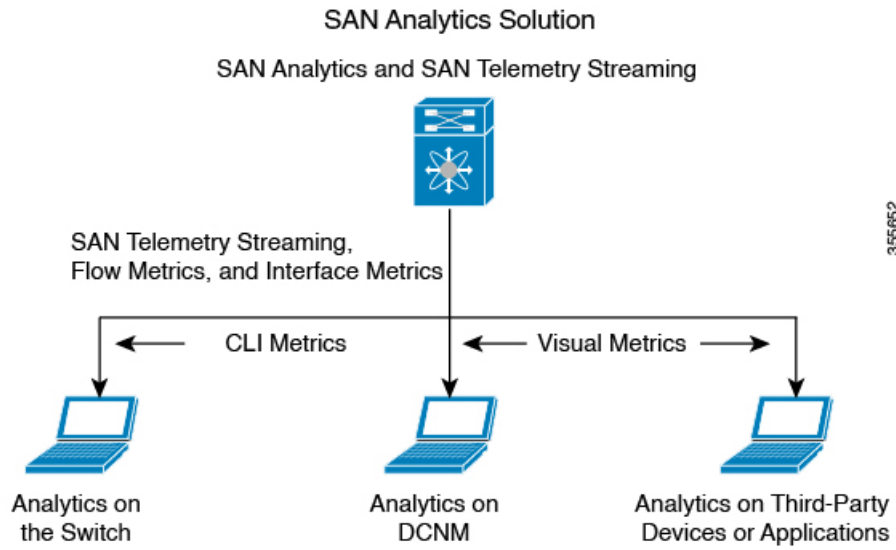 SAN Analytics Solution
SAN Analytics and SAN Telemetry Streaming
355652
SAN Telemetry Streaming,
Flow Metrics, and Interface Metrics
CLI Metrics
Visual Metrics
Analytics on
the Switch
Analytics on
DCNM
Analytics on Third-Party
Devices or Applications